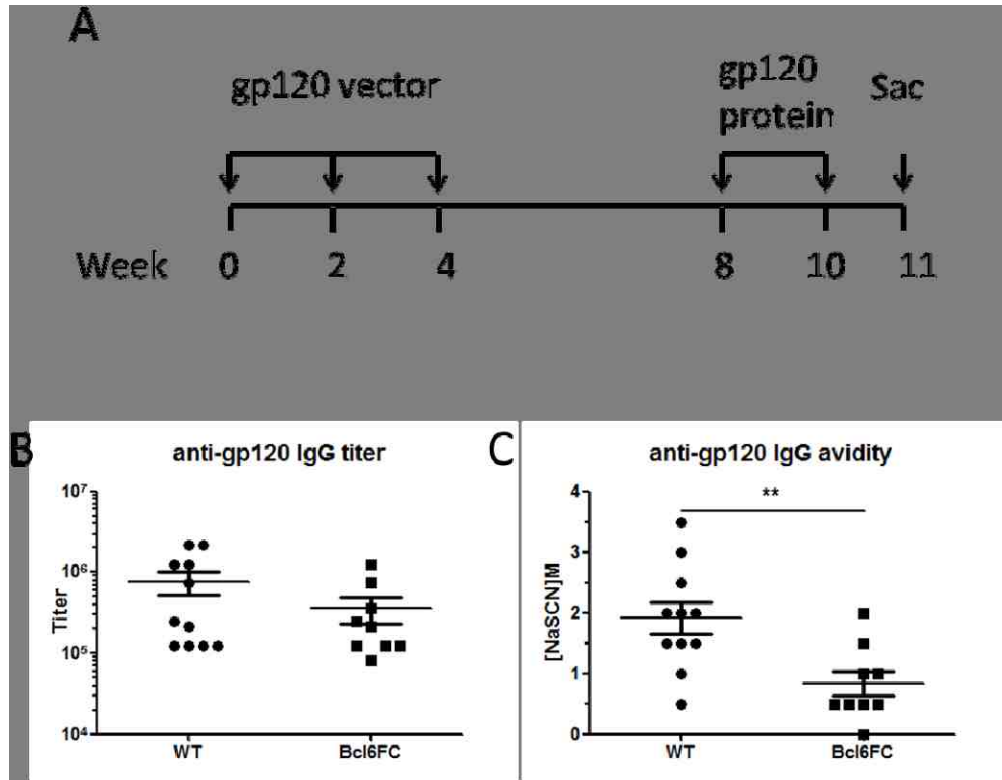 A
gp120 vector
gp120 protein
Sac
Week 0 2 4 8 10 11
B
anti-gp120 IgG titer
10⁷
10⁶
10⁵
10⁴
Titer
WT Bcl6FC
C
anti-gp120 IgG avidity
**
4
3
2
1
0
[NaSCN]M
WT Bcl6FC